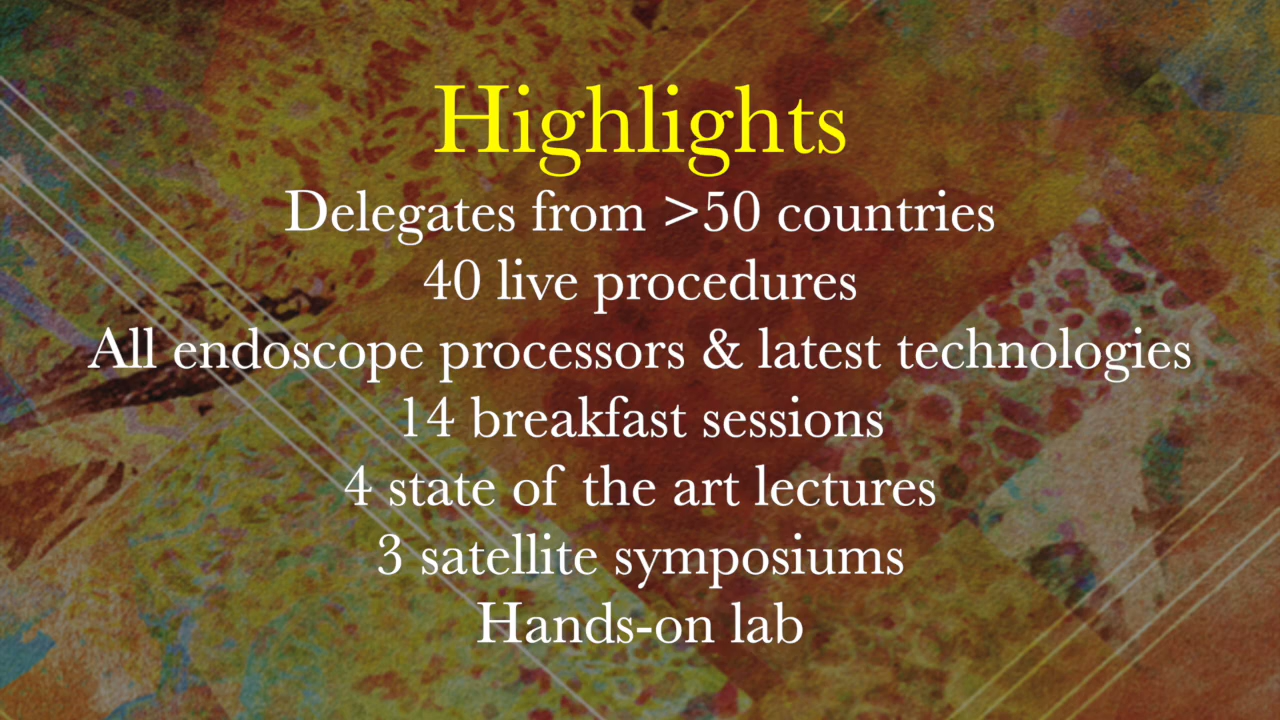 Highlights
Delegates from >50 countries
40 live procedures
All endoscope processors & latest technologies
14 breakfast sessions
4 state of the art lectures
3 satellite symposiums
Hands-on lab